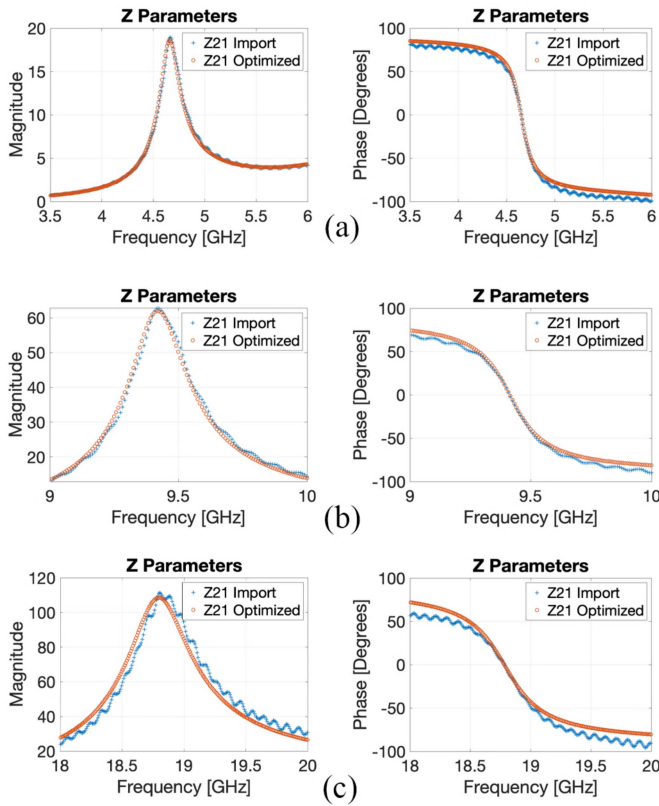 Z Parameters
Z21 Import
Z21 Optimized
Magnitude
20
15
10
5
0
3.5 4 4.5 5 5.5 6
Frequency [GHz]
Z Parameters
Z21 Import
Z21 Optimized
Phase [Degrees]
100
50
0
-50
-100
3.5 4 4.5 5 5.5 6
Frequency [GHz]
(a)
Z Parameters
Z21 Import
Z21 Optimized
Magnitude
60
50
40
30
20
9 9.5 10
Frequency [GHz]
Z Parameters
Z21 Import
Z21 Optimized
Phase [Degrees]
100
50
0
-50
-100
9 9.5 10
Frequency [GHz]
(b)
Z Parameters
Z21 Import
Z21 Optimized
Magnitude
120
100
80
60
40
20
18 18.5 19 19.5 20
Frequency [GHz]
Z Parameters
Z21 Import
Z21 Optimized
Phase [Degrees]
100
50
0
-50
-100
18 18.5 19 19.5 20
Frequency [GHz]
(c)